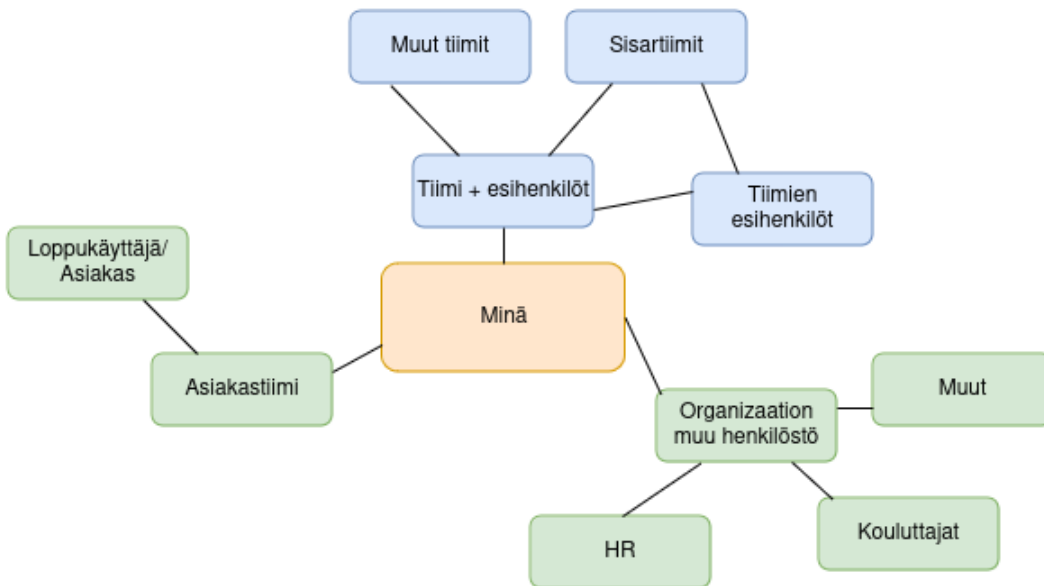 Muut tiimit
Sisartiimit
Tiimi + esihenkilöt
Tiimien
esihenkilöt
Loppukäyttäjä/
Asiakas
Minä
Asiakastiimi
Organizaation
muu henkilöstö
Muut
HR
Kouluttajat